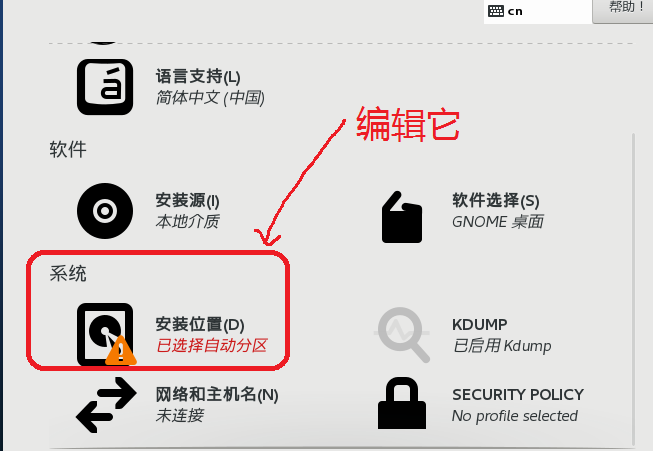 cn
帮助！
语言支持(L)
简体中文 (中国)
编辑它
软件
安装源(I)
本地介质
软件选择(S)
GNOME 桌面
系统
安装位置(D)
已选择自动分区
KDUMP
已启用 Kdump
网络和主机名(N)
未连接
SECURITY POLICY
No profile selected